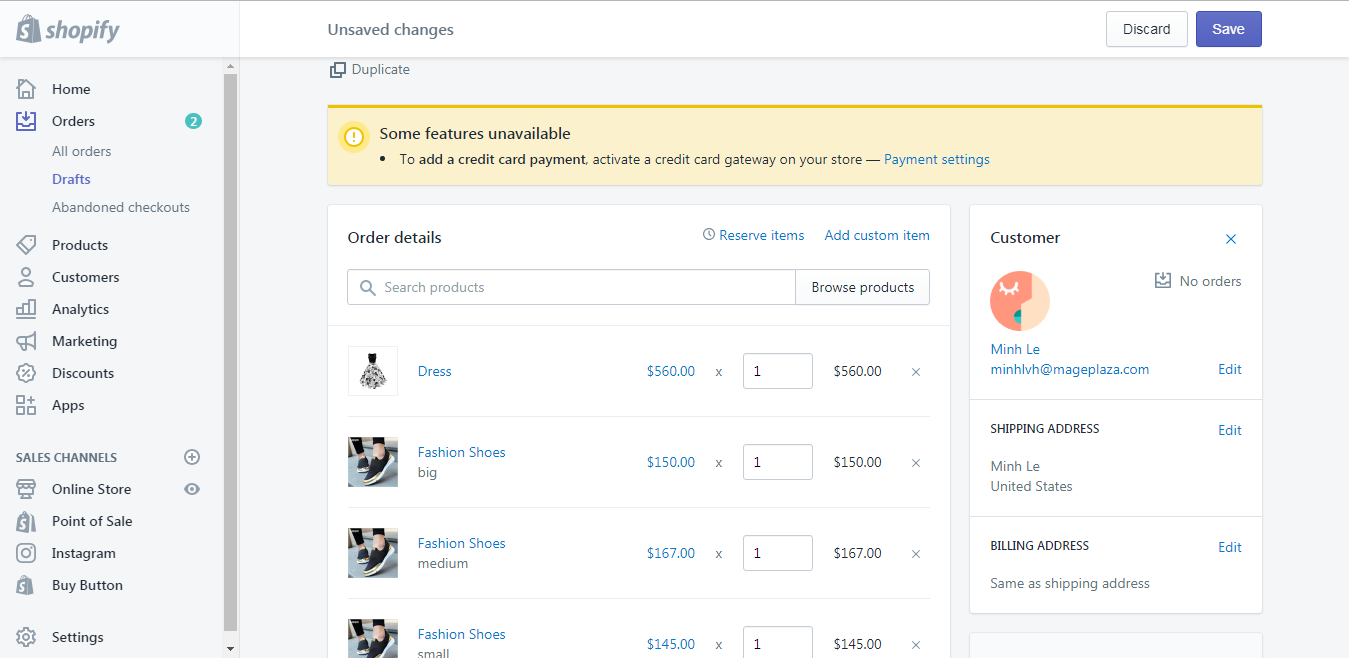 shopify
Unsaved changes
Discard
Save
Home
Orders
2
All orders
Drafts
Abandoned checkouts
Products
Customers
Analytics
Marketing
Discounts
Apps
SALES CHANNELS
Online Store
Point of Sale
Instagram
Buy Button
Settings
Duplicate
Some features unavailable
• To add a credit card payment, activate a credit card gateway on your store — Payment settings
Order details
Reserve items
Add custom item
Search products
Browse products
Dress $560.00 x 1 $560.00 ×
Fashion Shoes
big
$150.00 x 1 $150.00 ×
Fashion Shoes
medium
$167.00 x 1 $167.00 ×
Fashion Shoes
small
$145.00 x 1 $145.00 ×
Customer
No orders
Minh Le
minhlvh@mageplaza.com
Edit
SHIPPING ADDRESS
Edit
Minh Le
United States
BILLING ADDRESS
Edit
Same as shipping address